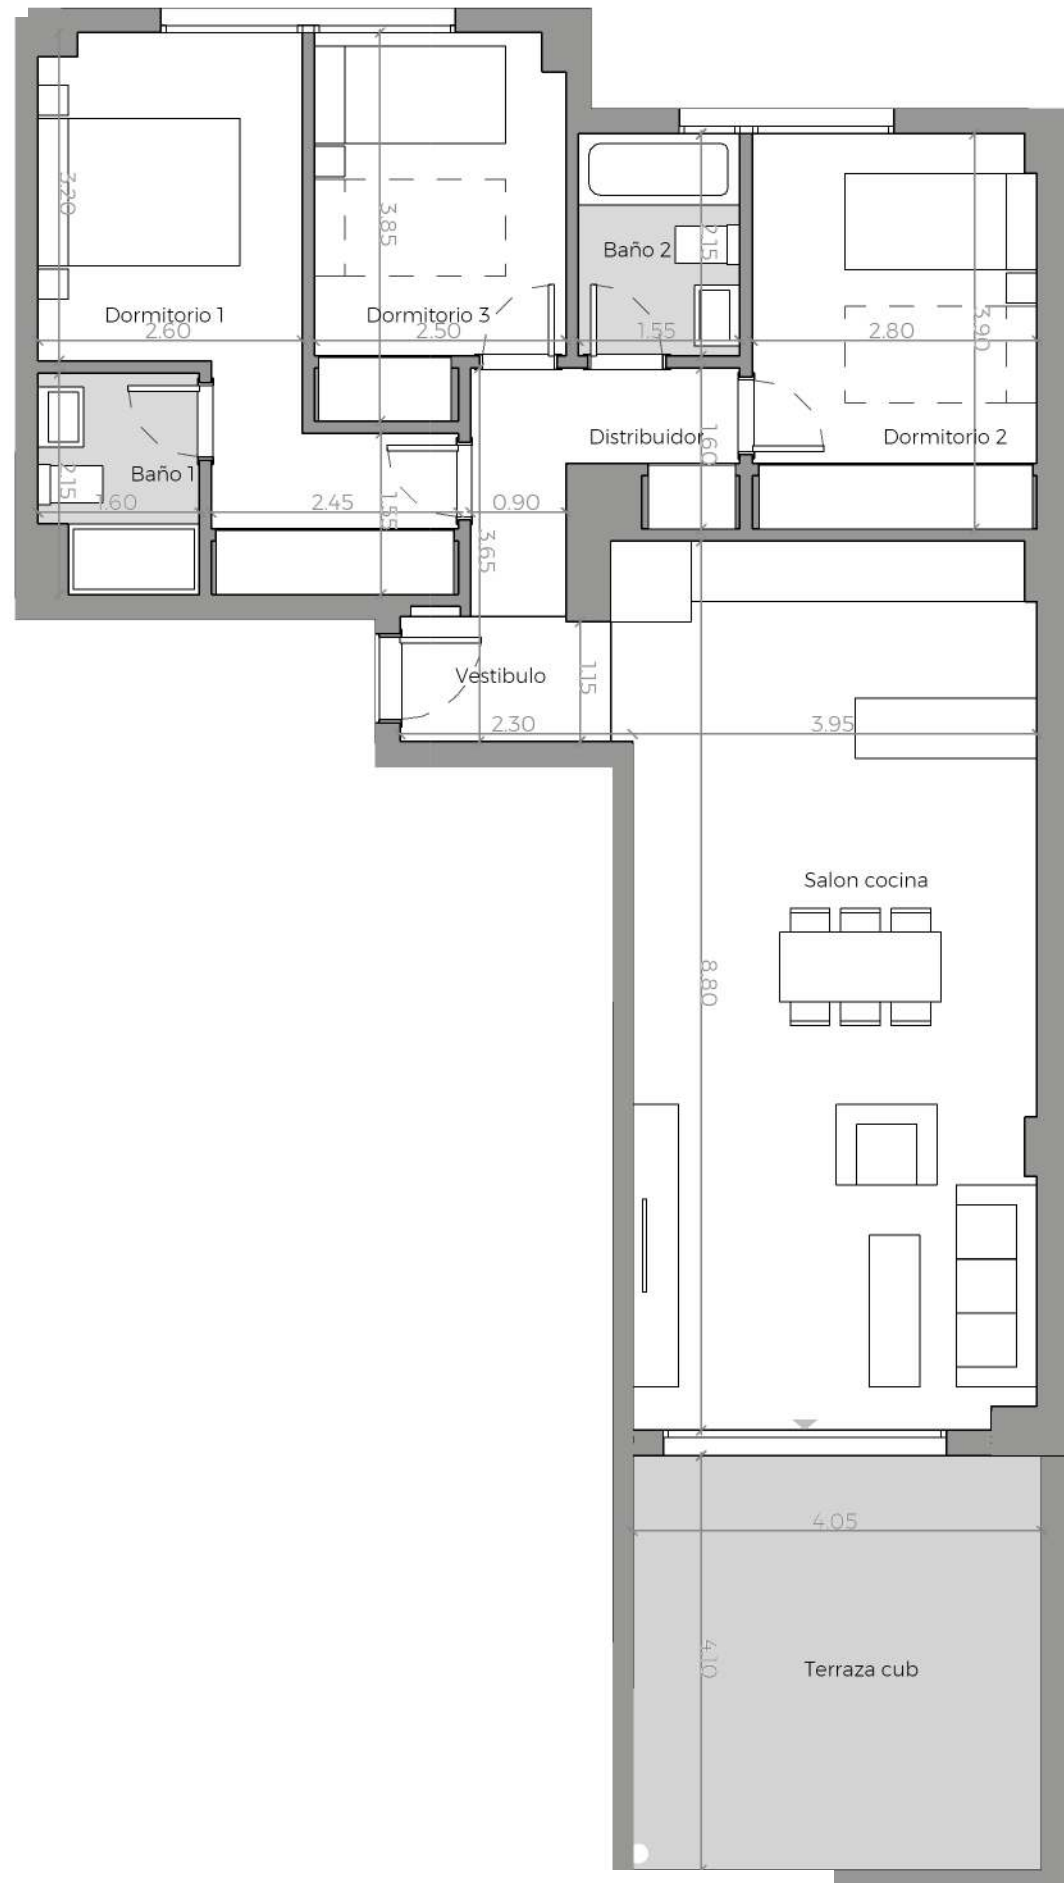 3.20
3.85
2.15
Baño 2
Dormitorio 1
Dormitorio 3
2.60
2.50
1.55
2.80
3.90
Distribuidor
1.60
Dormitorio 2
Baño 1
2.15
1.60
2.45
1.55
0.90
3.65
Vestibulo
1.15
2.30
3.95
Salon cocina
8.80
4.05
4.10
Terraza cub